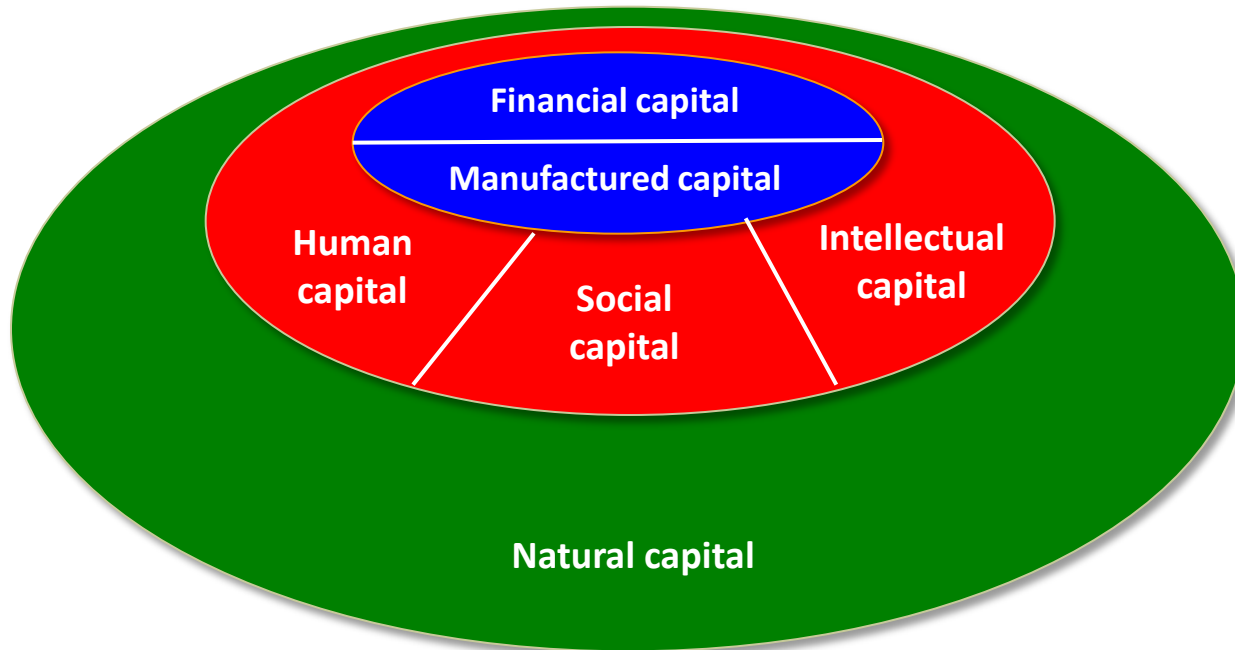 Financial capital
Manufactured capital
Human
capital
Social
capital
Intellectual
capital
Natural capital